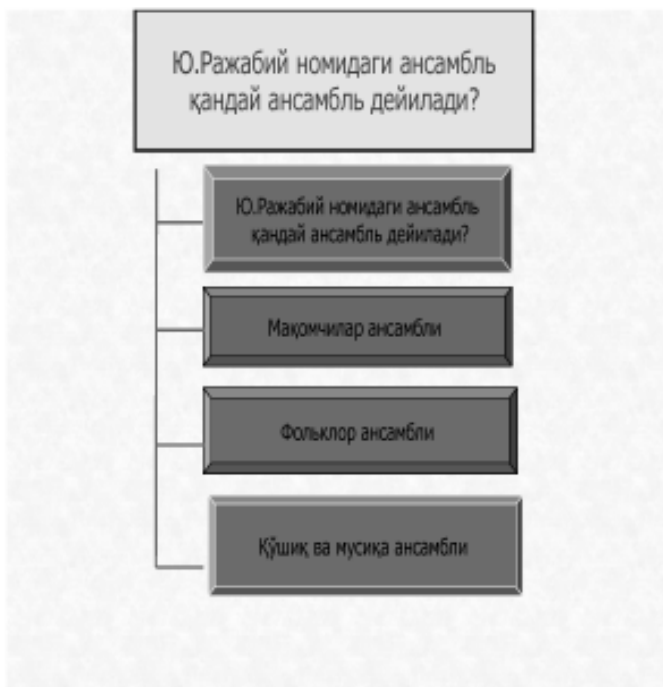 Ю.Ражабий номидаги ансамбль
қандай ансамбль дейилади?
Ю.Ражабий номидаги ансамбль
қандай ансамбль дейилади?
Мақомчилар ансамбли
Фольклор ансамбли
Қўшиқ ва мусиқа ансамбли